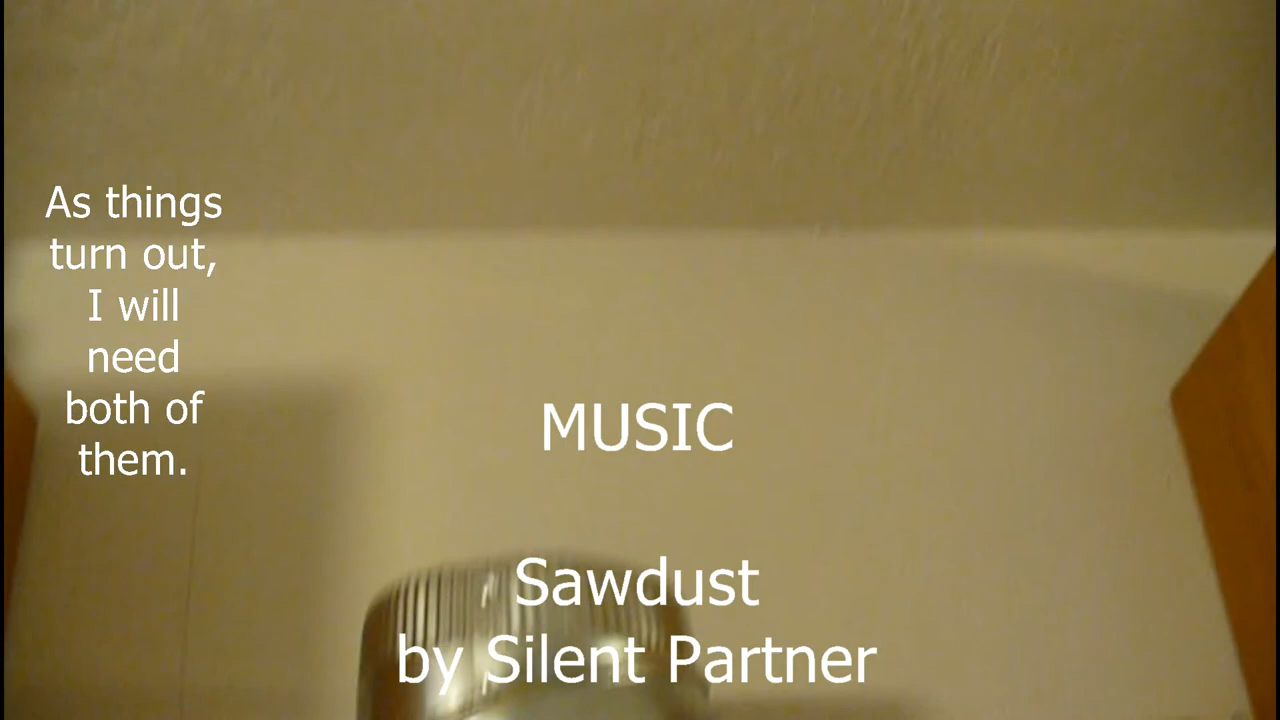 As things
turn out,
I will
need
both of
them.
MUSIC
Sawdust
by Silent Partner